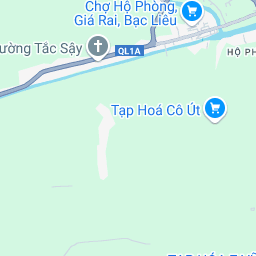 Chợ Hộ Phòng,
Giá Rai, Bạc Liêu
ường Tắc Sậy
QL1A
HỘ PH
Tạp Hoá Cô Út